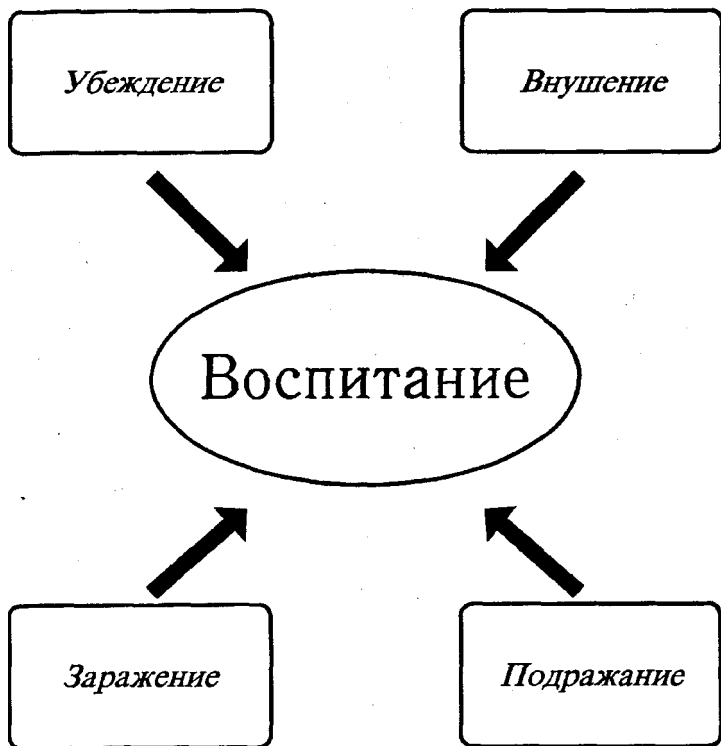 Убеждение
Внушение
Воспитание
Заражение
Подражание